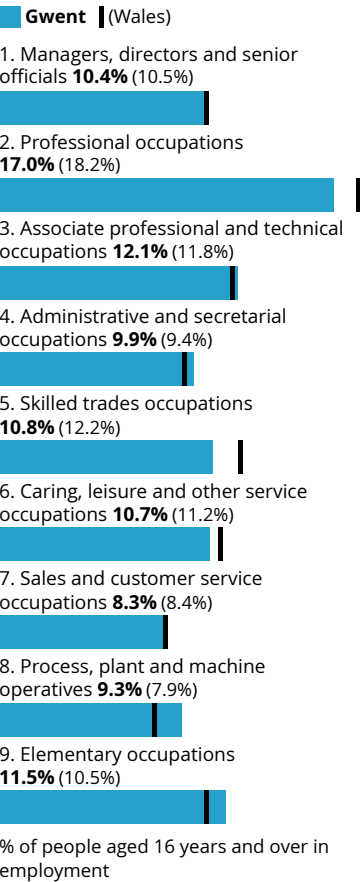 Gwent (Wales)
1. Managers, directors and senior
officials 10.4% (10.5%)
2. Professional occupations
17.0% (18.2%)
3. Associate professional and technical
occupations 12.1% (11.8%)
4. Administrative and secretarial
occupations 9.9% (9.4%)
5. Skilled trades occupations
10.8% (12.2%)
6. Caring, leisure and other service
occupations 10.7% (11.2%)
7. Sales and customer service
occupations 8.3% (8.4%)
8. Process, plant and machine
operatives 9.3% (7.9%)
9. Elementary occupations
11.5% (10.5%)
% of people aged 16 years and over in
employment